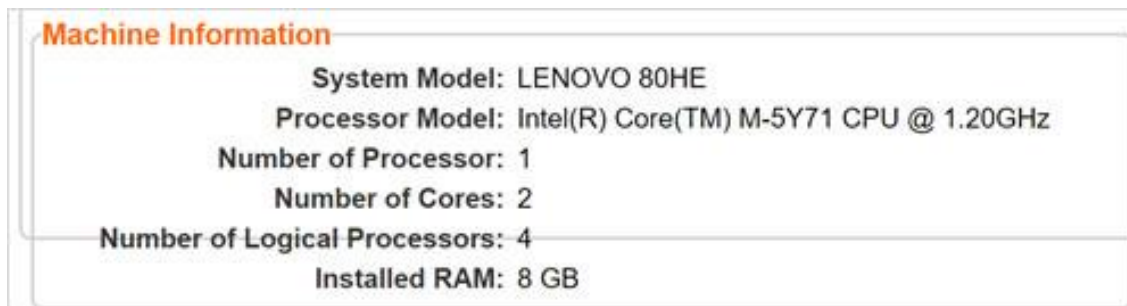 Machine Information
System Model: LENOVO 80HE
Processor Model: Intel(R) Core(TM) M-5Y71 CPU @ 1.20GHz
Number of Processor: 1
Number of Cores: 2
Number of Logical Processors: 4
Installed RAM: 8 GB